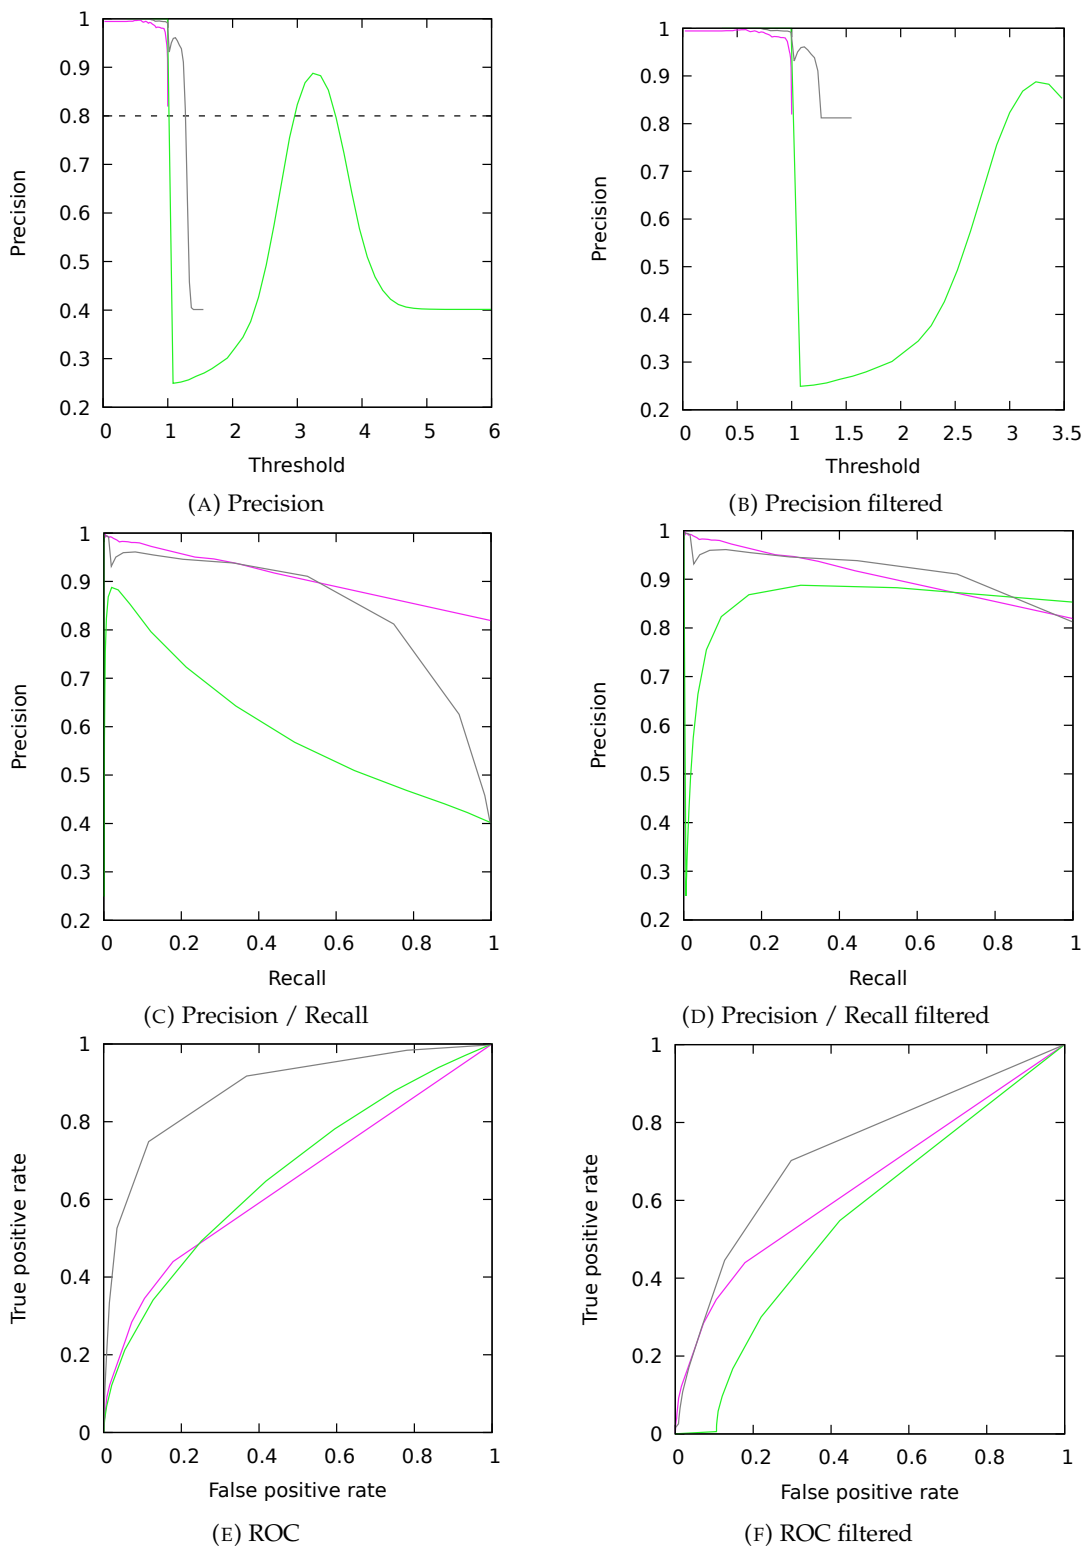 1
0.9
0.8
0.7
0.6
0.5
0.4
0.3
0.2
Precision
0 1 2 3 4 5 6
Threshold
(A) Precision
1
0.9
0.8
0.7
0.6
0.5
0.4
0.3
0.2
Precision
0 0.5 1 1.5 2 2.5 3 3.5
Threshold
(B) Precision filtered
1
0.9
0.8
0.7
0.6
0.5
0.4
0.3
0.2
Precision
0 0.2 0.4 0.6 0.8 1
Recall
(C) Precision / Recall
1
0.9
0.8
0.7
0.6
0.5
0.4
0.3
0.2
Precision
0 0.2 0.4 0.6 0.8 1
Recall
(D) Precision / Recall filtered
1
0.8
0.6
0.4
0.2
0
True positive rate
0 0.2 0.4 0.6 0.8 1
False positive rate
(E) ROC
1
0.8
0.6
0.4
0.2
0
True positive rate
0 0.2 0.4 0.6 0.8 1
False positive rate
(F) ROC filtered